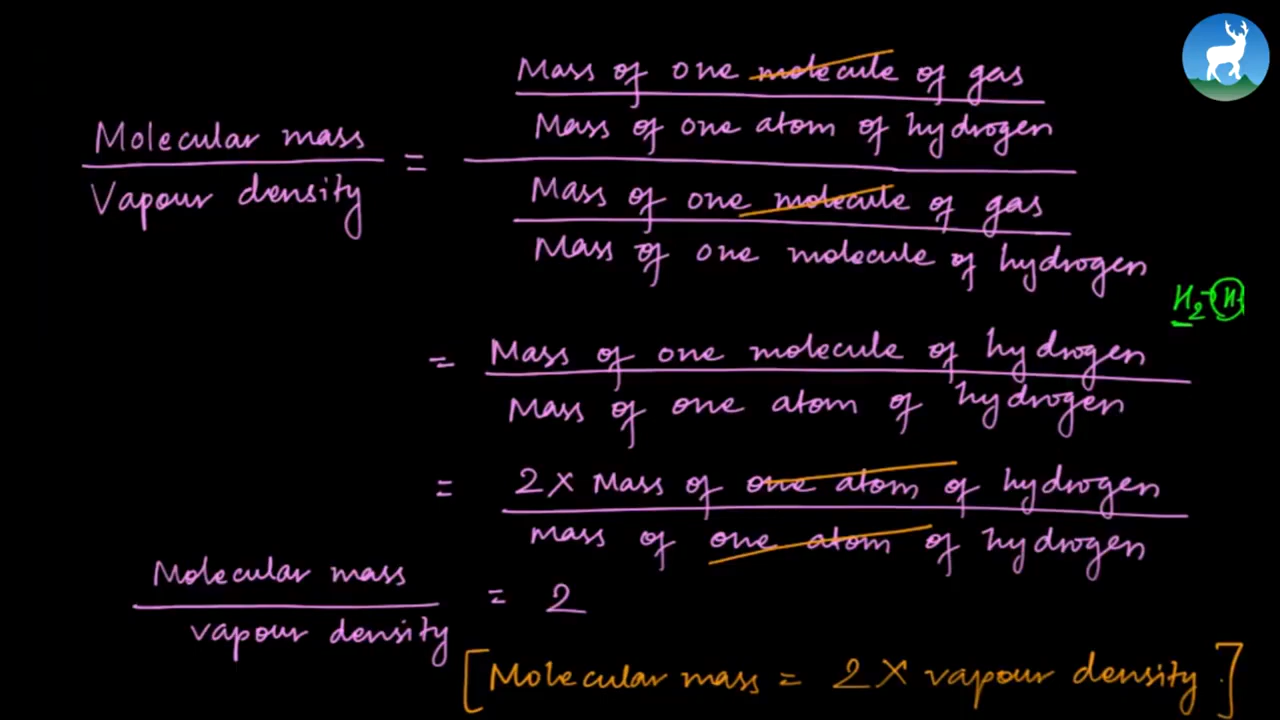 Mass of one molecule of gas
Mass of one atom of hydrogen
Molecular mass
Vapour density
=
Mass of one molecule of gas
Mass of one molecule of hydrogen
H2 H
= Mass of one molecule of hydrogen
Mass of one atom of hydrogen
= 2 X Mass of one atom of hydrogen
Mass of one atom of hydrogen
Molecular mass
vapour density
= 2
[Molecular mass = 2 X vapour density]